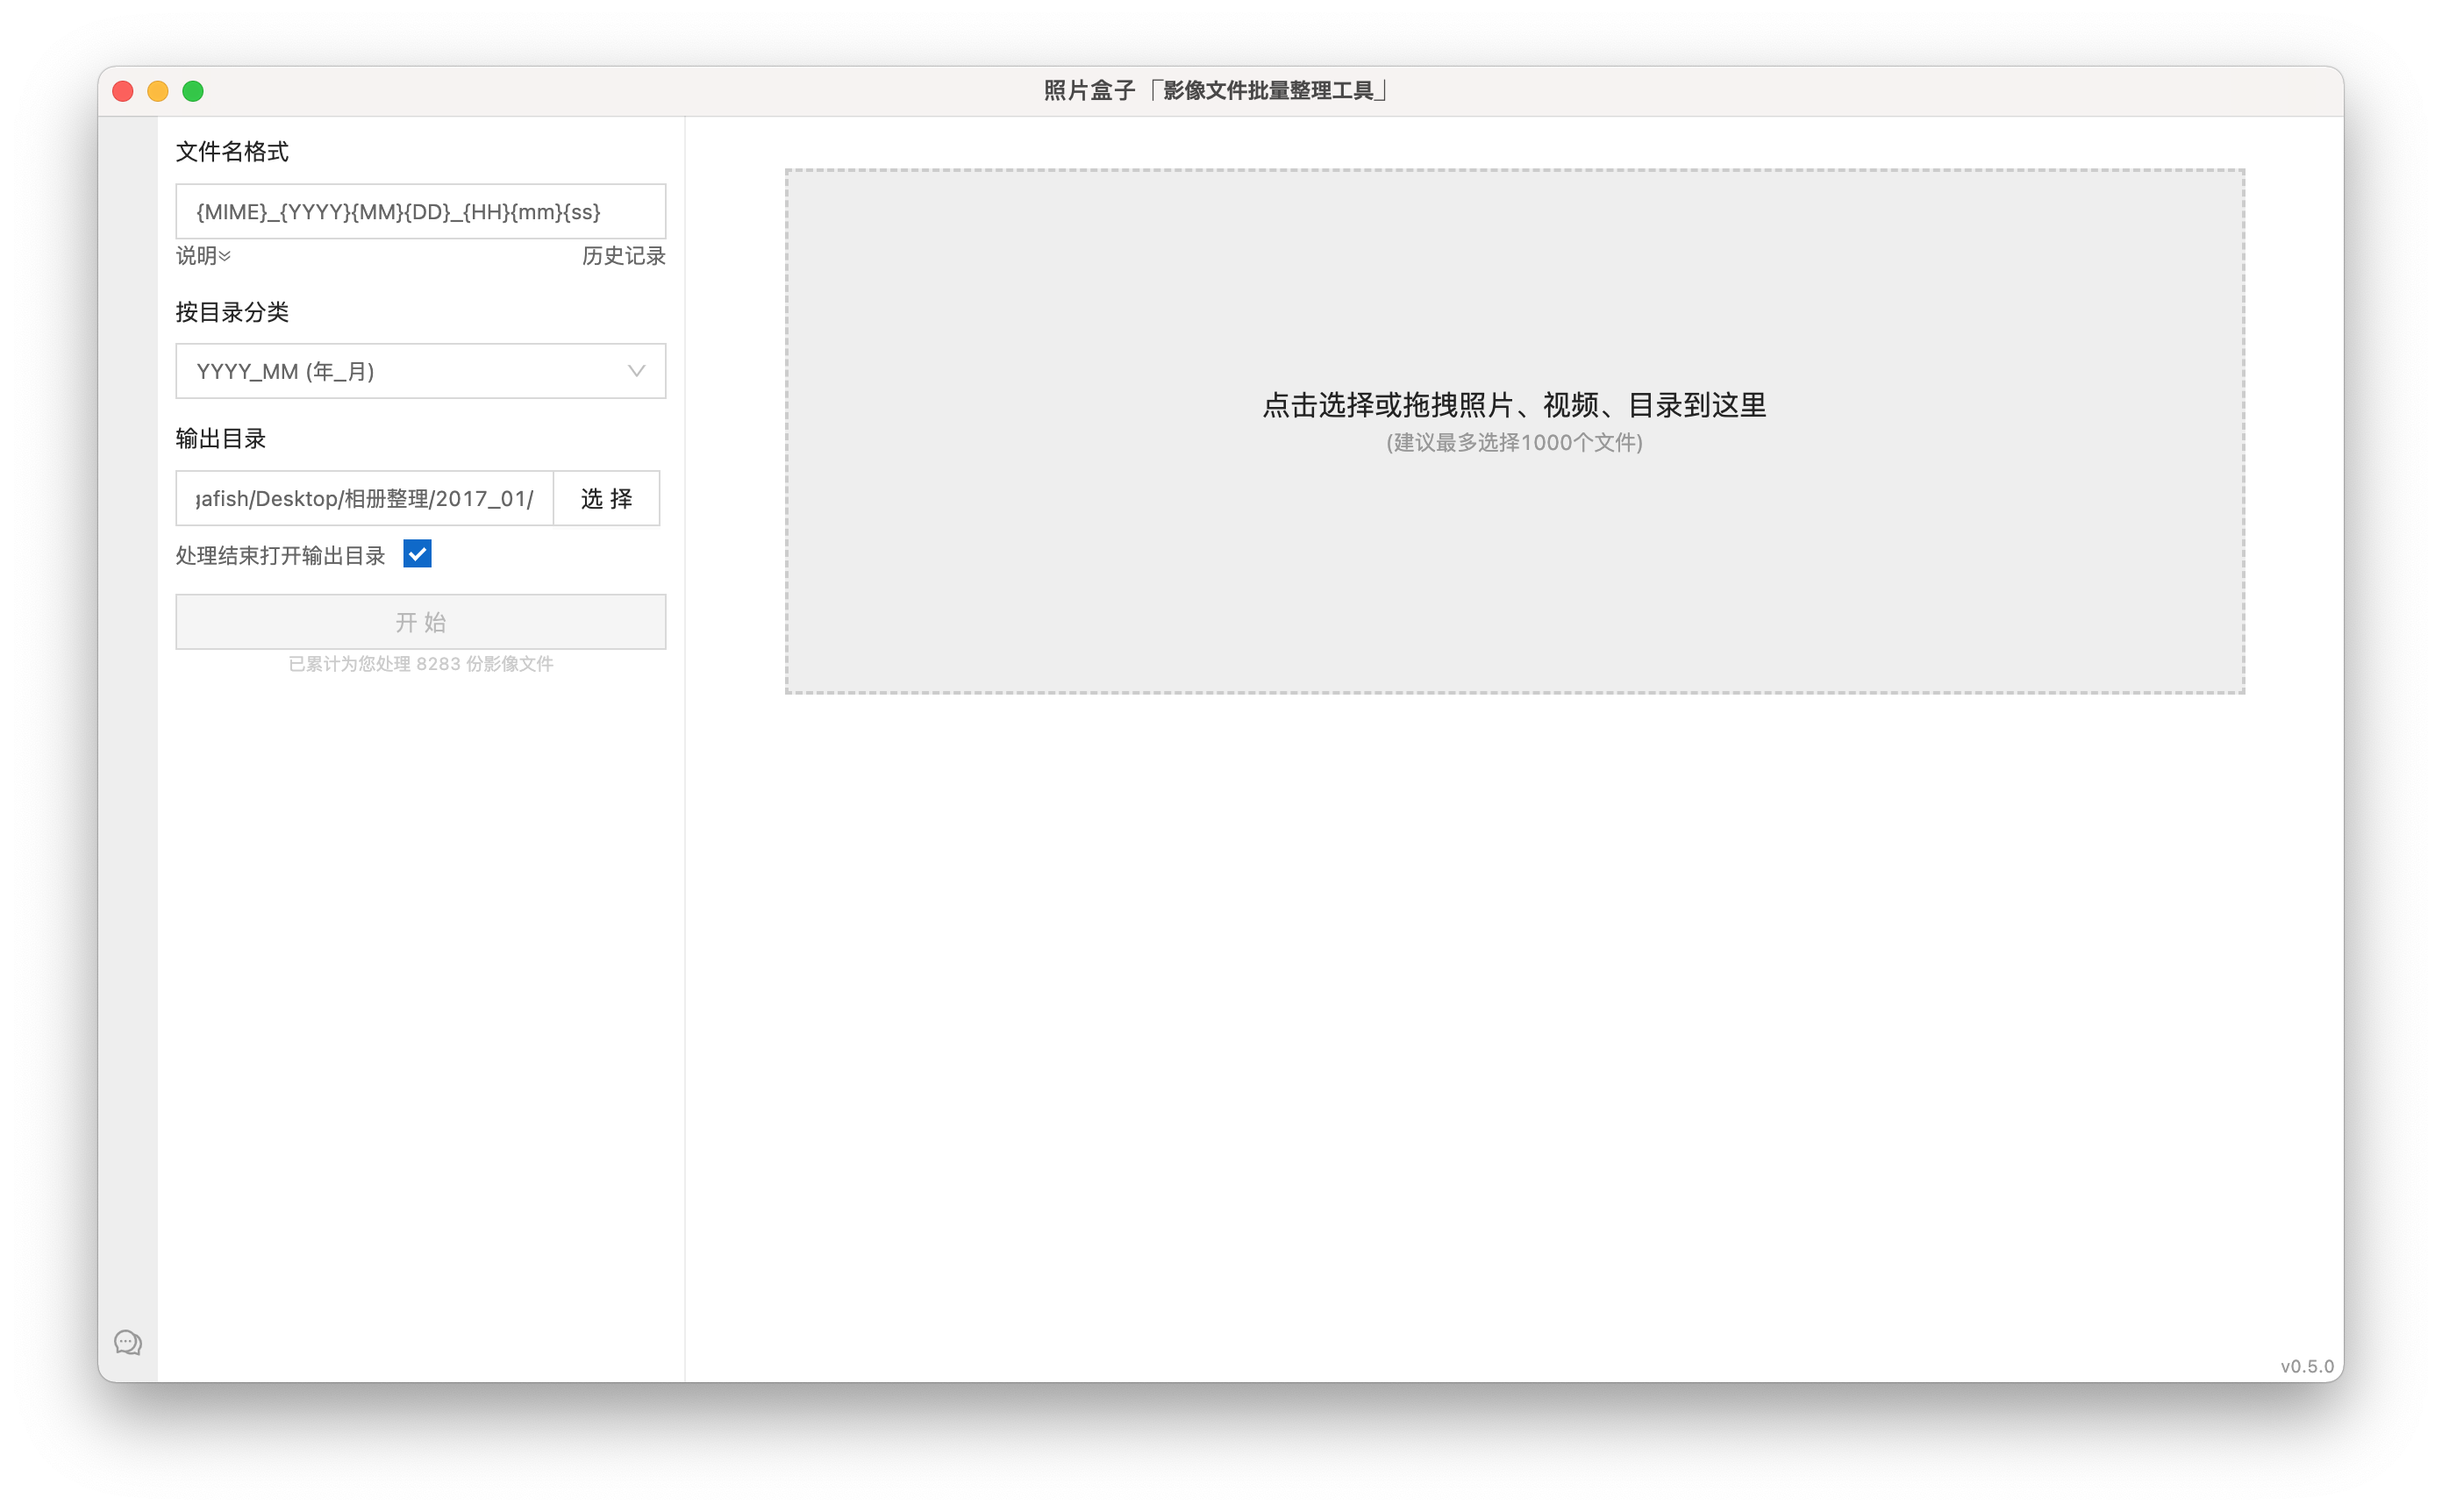 照片盒子「影像文件批量整理工具」
文件名格式
{MIME}_{YYYY}{MM}{DD}_{HH}{mm}{ss}
说明
历史记录
按目录分类
YYYY_MM (年_月)
输出目录
gafish/Desktop/相册整理/2017_01/
选 择
处理结束打开输出目录
开 始
已累计为您处理 8283 份影像文件
点击选择或拖拽照片、视频、目录到这里
(建议最多选择1000个文件)
v0.5.0